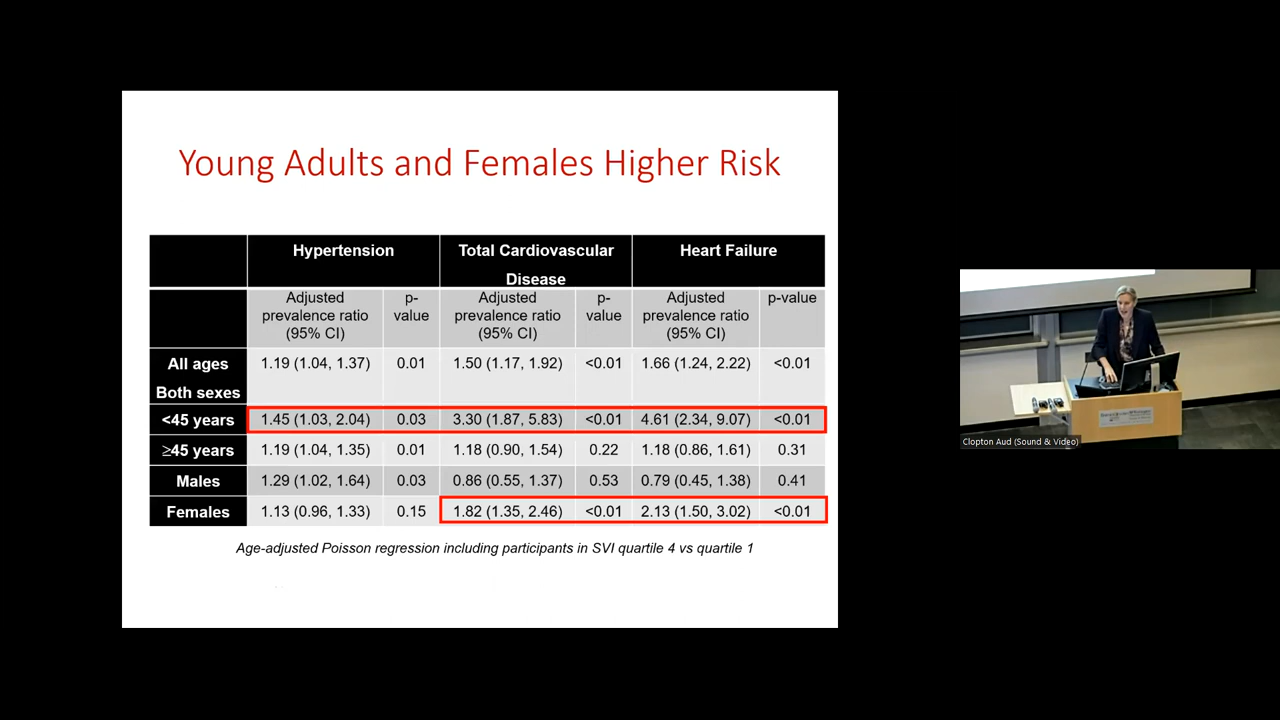 Young Adults and Females Higher Risk
Hypertension Total Cardiovascular Disease Heart Failure
Adjusted prevalence ratio (95% CI) p-value Adjusted prevalence ratio (95% CI) p-value Adjusted prevalence ratio (95% CI) p-value
All ages Both sexes 1.19 (1.04, 1.37) 0.01 1.50 (1.17, 1.92) <0.01 1.66 (1.24, 2.22) <0.01
<45 years 1.45 (1.03, 2.04) 0.03 3.30 (1.87, 5.83) <0.01 4.61 (2.34, 9.07) <0.01
≥45 years 1.19 (1.04, 1.35) 0.01 1.18 (0.90, 1.54) 0.22 1.18 (0.86, 1.61) 0.31
Males 1.29 (1.02, 1.64) 0.03 0.86 (0.55, 1.37) 0.53 0.79 (0.45, 1.38) 0.41
Females 1.13 (0.96, 1.33) 0.15 1.82 (1.35, 2.46) <0.01 2.13 (1.50, 3.02) <0.01
Age-adjusted Poisson regression including participants in SVI quartile 4 vs quartile 1
Clopton Aud (Sound & Video)